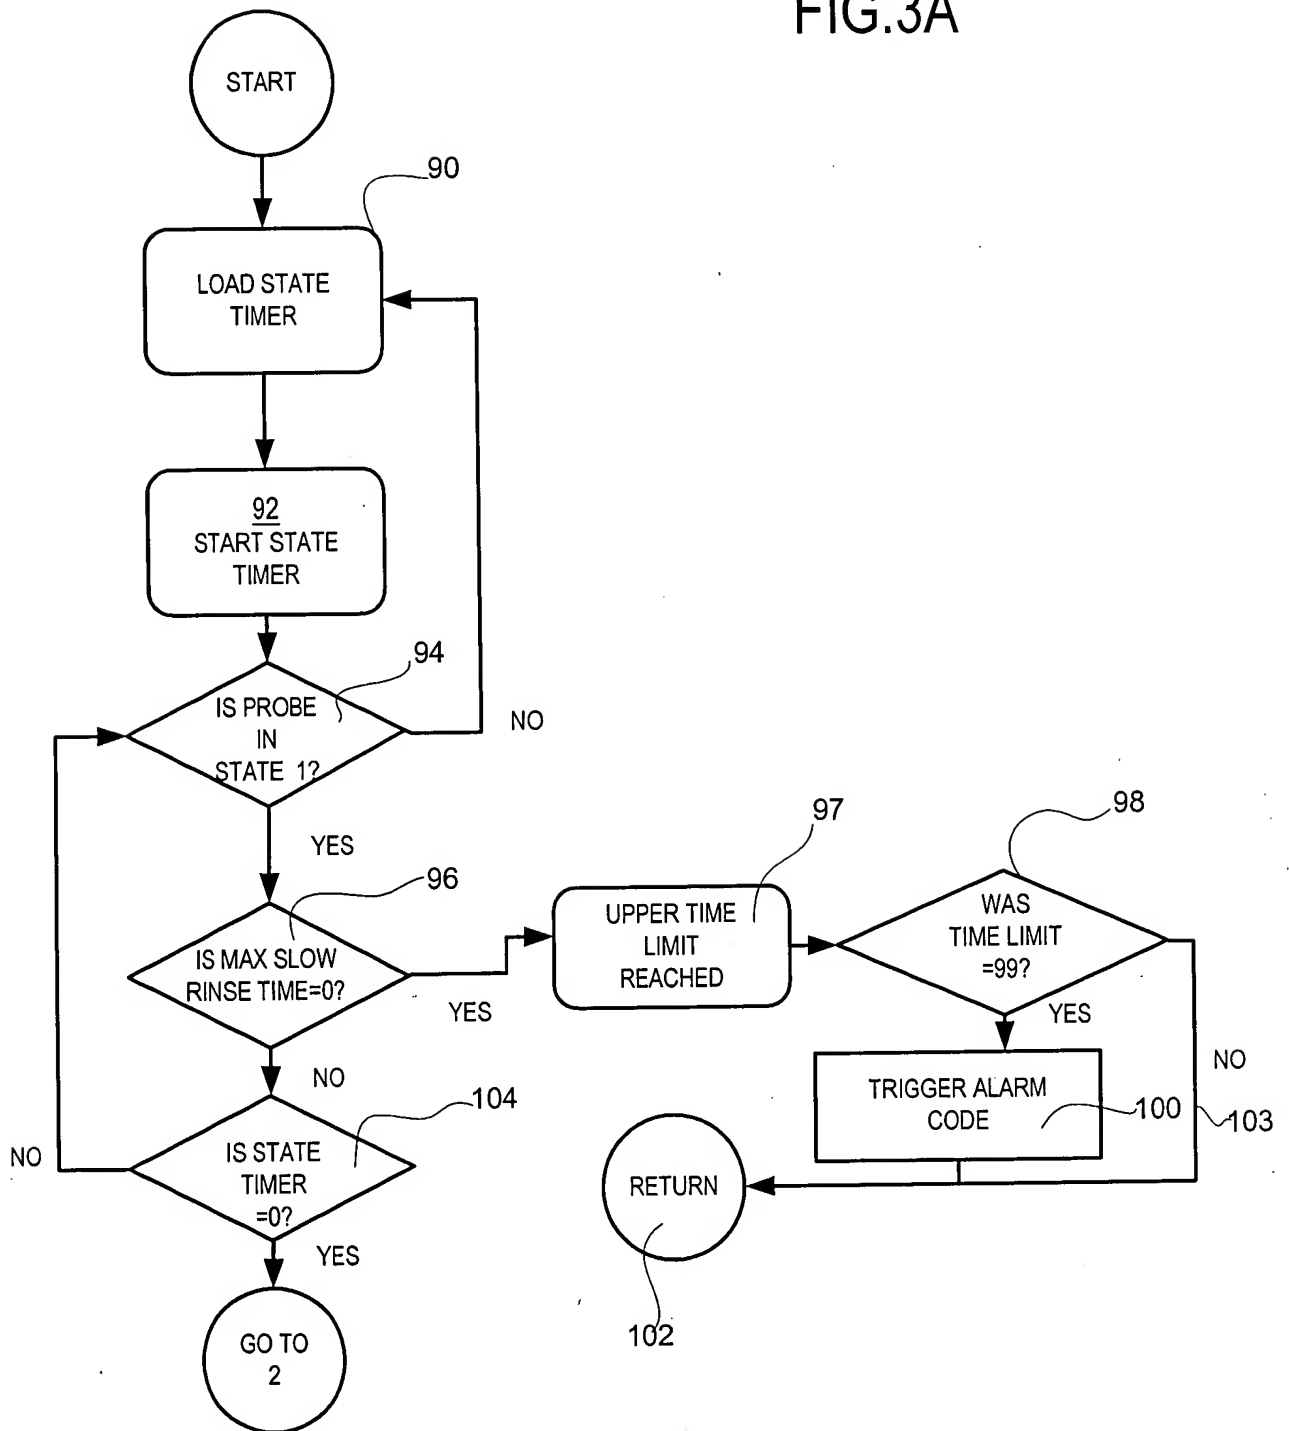 FIG.3A
START
90
LOAD STATE
TIMER
92
START STATE
TIMER
94
IS PROBE
IN
STATE 1?
NO
YES
96
IS MAX SLOW
RINSE TIME=0?
YES
97
UPPER TIME
LIMIT
REACHED
98
WAS
TIME LIMIT
=99?
YES
NO
TRIGGER ALARM
CODE
100
103
NO
104
IS STATE
TIMER
=0?
NO
YES
RETURN
102
GO TO
2